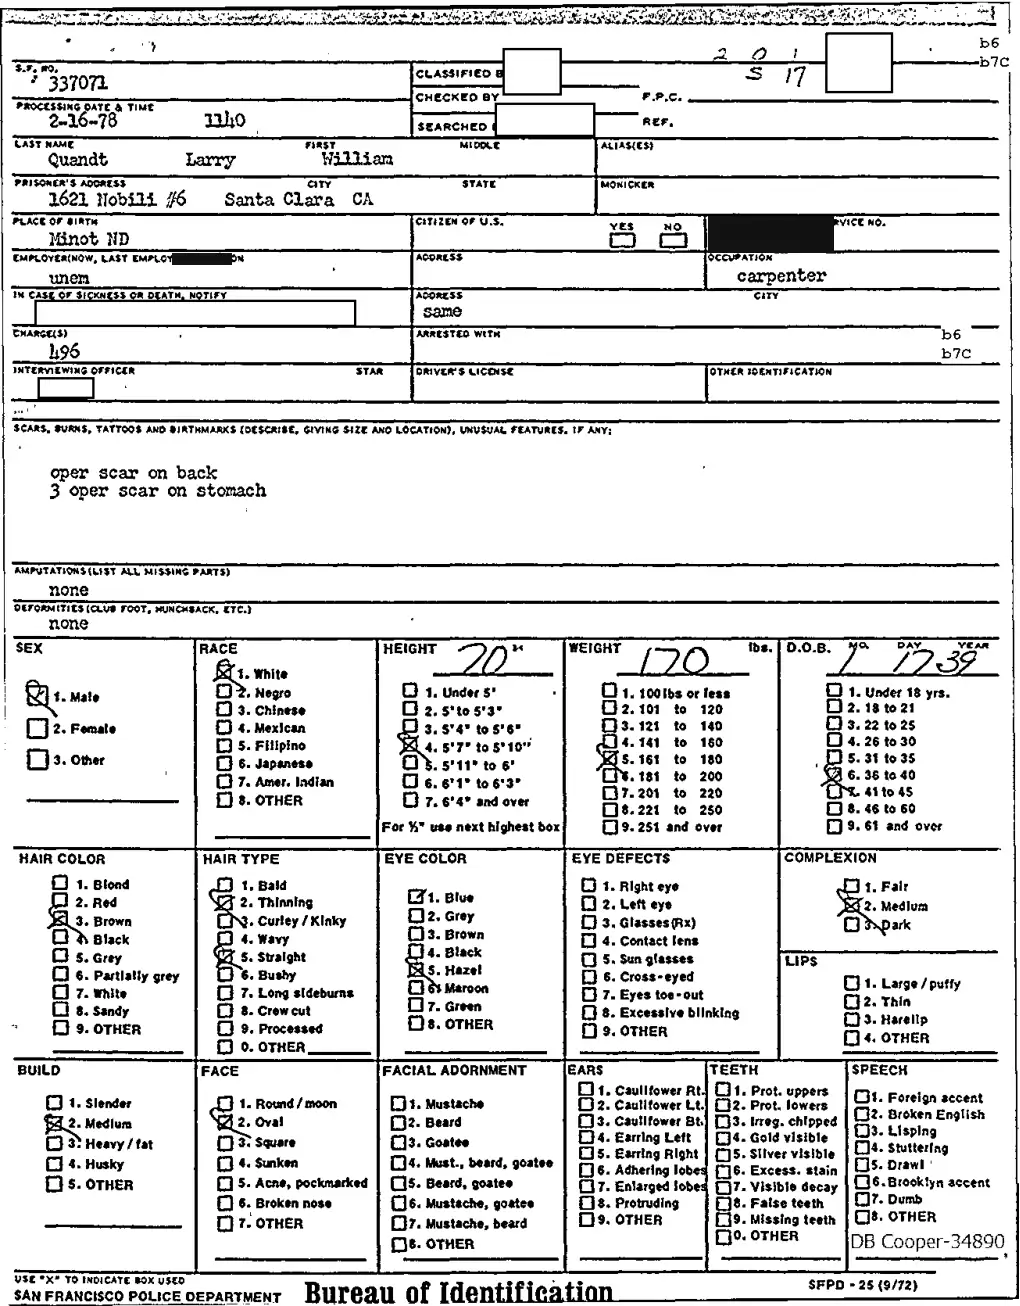 b6
b7C
2 0 1
S 17
S.F. NO.
337071
CLASSIFIED B
CHECKED BY
F.P.C.
PROCESSING DATE & TIME
2-16-78 1140
SEARCHED
REF.
LAST NAME FIRST MIDDLE
Quandt Larry William
ALIAS(ES)
PRISONER'S ADDRESS CITY STATE
1621 Nobili #6 Santa Clara CA
MONICKER
PLACE OF BIRTH
Minot ND
CITIZEN OF U.S. YES NO
RVICE NO.
EMPLOYER(NOW, LAST EMPLOY ON
unem
ADDRESS
OCCUPATION
carpenter
IN CASE OF SICKNESS OR DEATH, NOTIFY
ADDRESS CITY
same
CHARGE(S)
496
ARRESTED WITH
b6
b7C
INTERVIEWING OFFICER STAR
DRIVER'S LICENSE
OTHER IDENTIFICATION
SCARS, BURNS, TATTOOS AND BIRTHMARKS (DESCRIBE, GIVING SIZE AND LOCATION), UNUSUAL FEATURES, IF ANY:
oper scar on back
3 oper scar on stomach
AMPUTATIONS (LIST ALL MISSING PARTS)
none
DEFORMITIES (CLUB FOOT, HUNCHBACK, ETC.)
none
SEX
1. Male
2. Female
3. Other
RACE
1. White
2. Negro
3. Chinese
4. Mexican
5. Filipino
6. Japanese
7. Amer. Indian
8. OTHER
HEIGHT 70"
1. Under 5'
2. 5' to 5'3"
3. 5'4" to 5'6"
4. 5'7" to 5'10"
5. 5'11" to 6'
6. 6'1" to 6'3"
7. 6'4" and over
For ½" use next highest box
WEIGHT 170 lbs.
1. 100 lbs or less
2. 101 to 120
3. 121 to 140
4. 141 to 160
5. 161 to 180
6. 181 to 200
7. 201 to 220
8. 221 to 250
9. 251 and over
D.O.B. MO. DAY YEAR
1 17 39
1. Under 18 yrs.
2. 18 to 21
3. 22 to 25
4. 26 to 30
5. 31 to 35
6. 36 to 40
7. 41 to 45
8. 46 to 60
9. 61 and over
HAIR COLOR
1. Blond
2. Red
3. Brown
4. Black
5. Grey
6. Partially grey
7. White
8. Sandy
9. OTHER
HAIR TYPE
1. Bald
2. Thinning
3. Curley / Kinky
4. Wavy
5. Straight
6. Bushy
7. Long sideburns
8. Crew cut
9. Processed
0. OTHER
EYE COLOR
1. Blue
2. Grey
3. Brown
4. Black
5. Hazel
6. Maroon
7. Green
8. OTHER
EYE DEFECTS
1. Right eye
2. Left eye
3. Glasses (Rx)
4. Contact lens
5. Sun glasses
6. Cross-eyed
7. Eyes toe-out
8. Excessive blinking
9. OTHER
COMPLEXION
1. Fair
2. Medium
3. Dark
LIPS
1. Large / puffy
2. Thin
3. Harelip
4. OTHER
BUILD
1. Slender
2. Medium
3. Heavy / fat
4. Husky
5. OTHER
FACE
1. Round / moon
2. Oval
3. Square
4. Sunken
5. Acne, pockmarked
6. Broken nose
7. OTHER
FACIAL ADORNMENT
1. Mustache
2. Beard
3. Goatee
4. Must., beard, goatee
5. Beard, goatee
6. Mustache, goatee
7. Mustache, beard
8. OTHER
EARS
1. Cauliflower Rt.
2. Cauliflower Lt.
3. Cauliflower Bt.
4. Earring Left
5. Earring Right
6. Adhering lobes
7. Enlarged lobes
8. Protruding
9. OTHER
TEETH
1. Prot. uppers
2. Prot. lowers
3. Irreg. chipped
4. Gold visible
5. Silver visible
6. Excess. stain
7. Visible decay
8. False teeth
9. Missing teeth
0. OTHER
SPEECH
1. Foreign accent
2. Broken English
3. Lisping
4. Stuttering
5. Drawl
6. Brooklyn accent
7. Dumb
8. OTHER
DB Cooper-34890
USE "X" TO INDICATE BOX USED
SAN FRANCISCO POLICE DEPARTMENT Bureau of Identification SFPD - 25 (9/72)